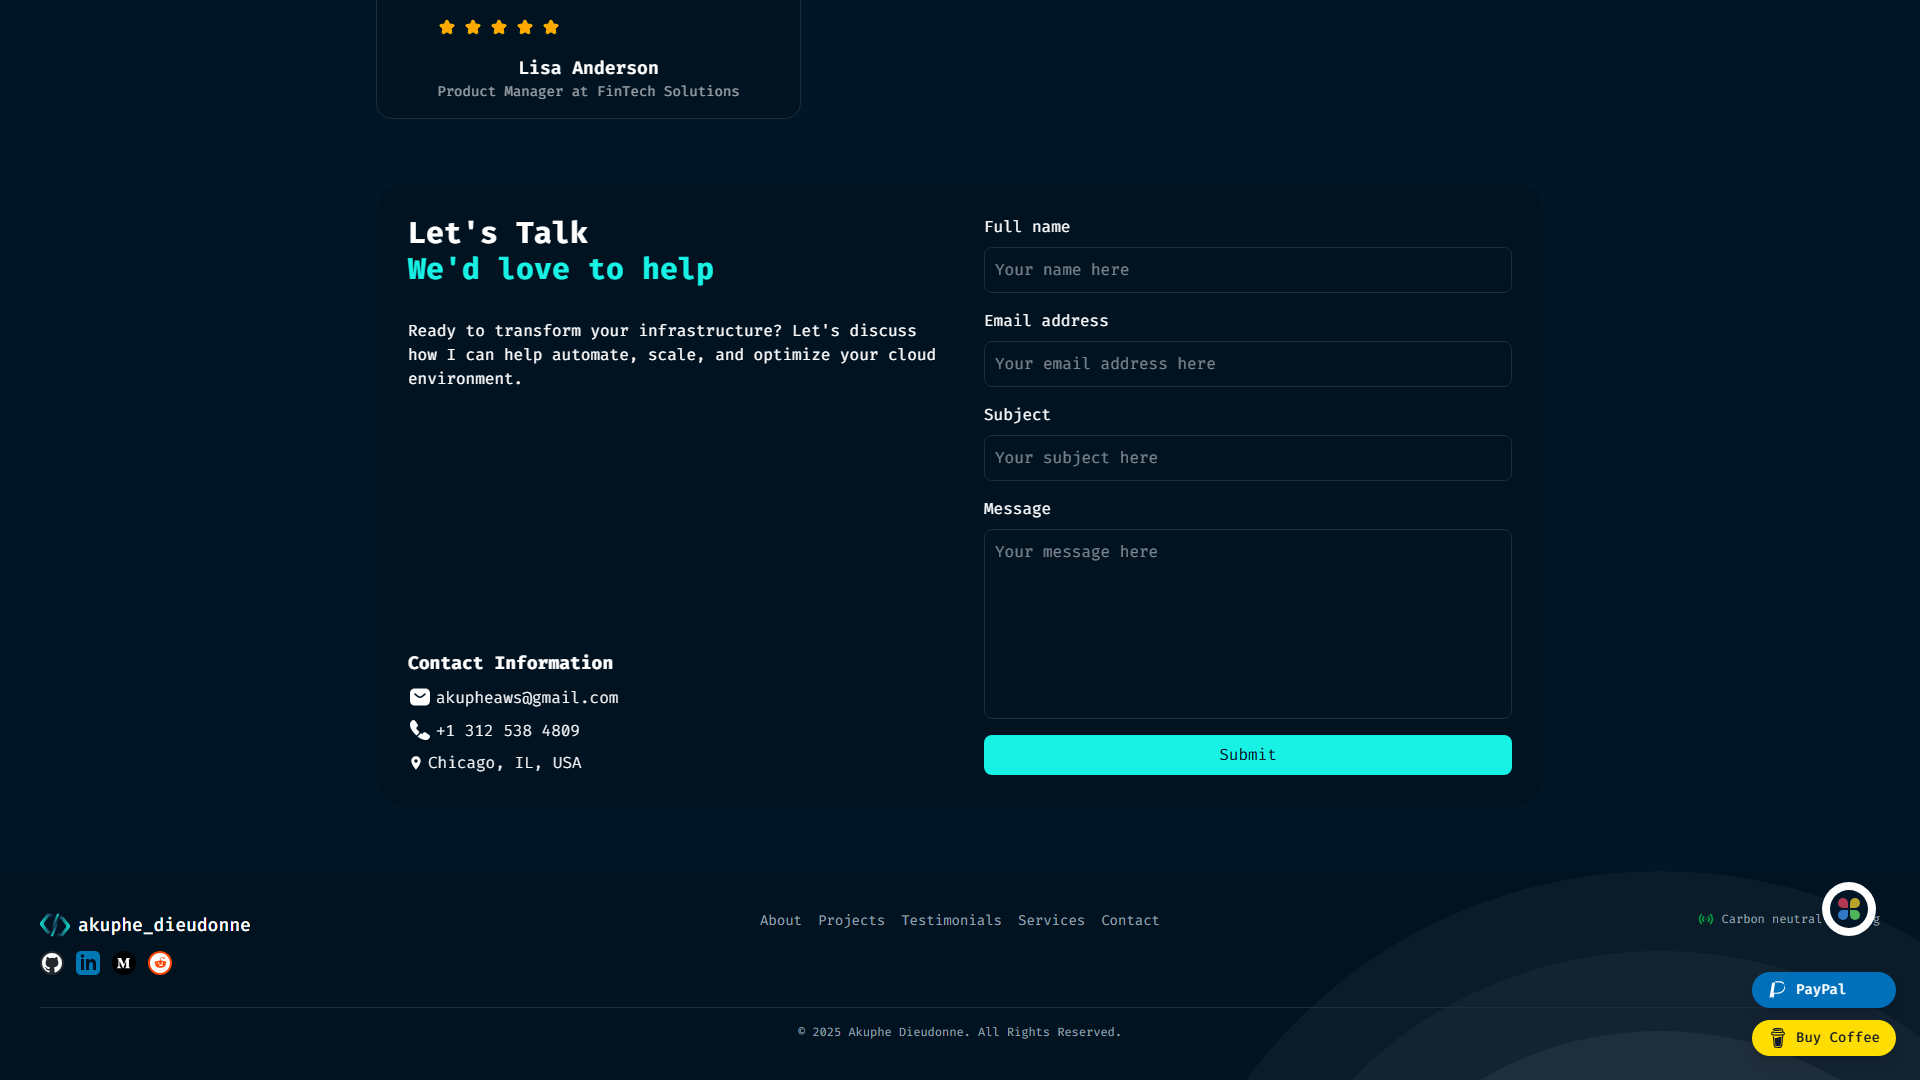 Lisa Anderson
Product Manager at FinTech Solutions
Let's Talk
We'd love to help
Ready to transform your infrastructure? Let's discuss
how I can help automate, scale, and optimize your cloud
environment.
Contact Information
akupheaws@gmail.com
+1 312 538 4809
Chicago, IL, USA
Full name
Your name here
Email address
Your email address here
Subject
Your subject here
Message
Your message here
Submit
akuphe_dieudonne
About Projects Testimonials Services Contact
Carbon neutral
PayPal
Buy Coffee
© 2025 Akuphe Dieudonne. All Rights Reserved.